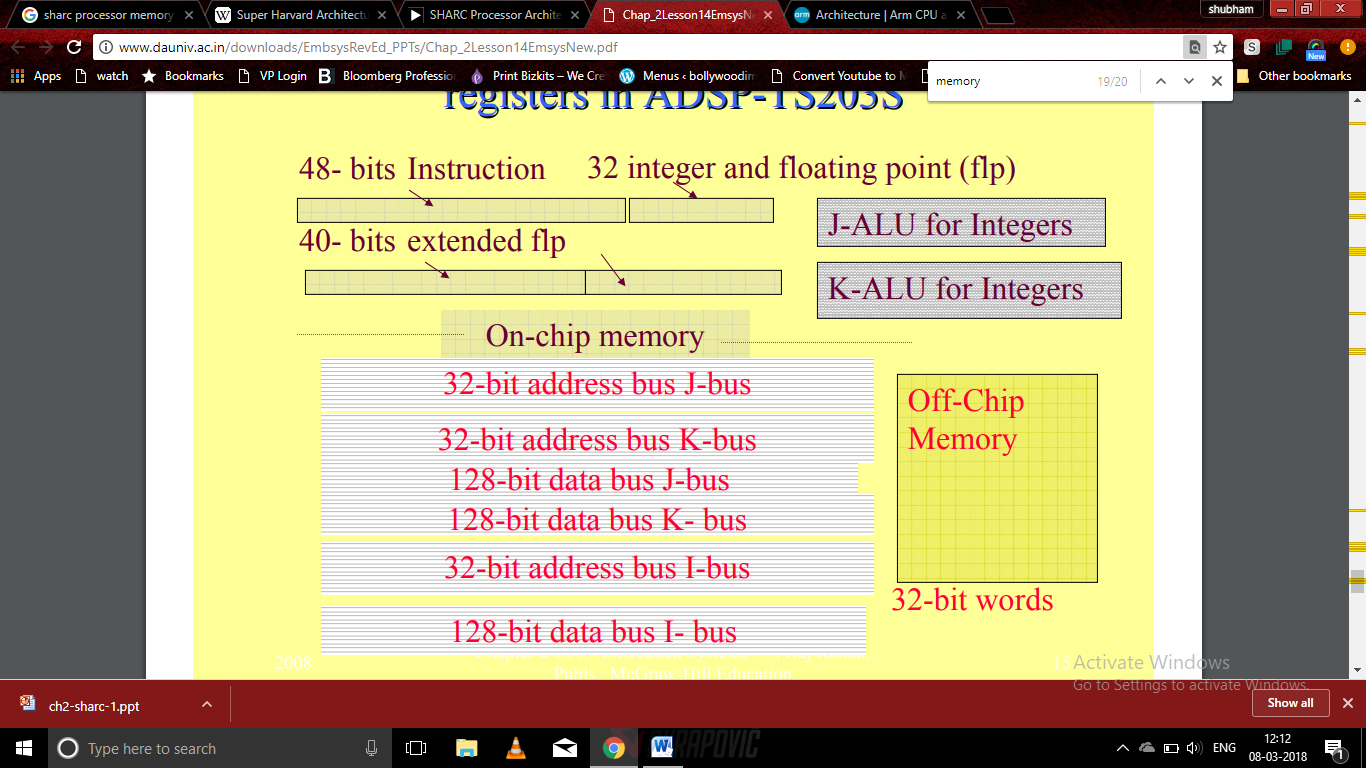 sharc processor memory
Super Harvard Architectu
SHARC Processor Archite
Chap_2Lesson14EmsysN
Architecture | Arm CPU a
shubham
www.dauniv.ac.in/downloads/EmbsysRevEd_PPTs/Chap_2Lesson14EmsysNew.pdf
Apps
watch
Bookmarks
VP Login
Bloomberg Professio
Print Bizkits – We Cre
Menus ‹ bollywoodin
Convert Youtube to M
Other bookmarks
New
memory
19/20
registers in ADSP-TS203S
48- bits Instruction
32 integer and floating point (flp)
40- bits extended flp
J-ALU for Integers
K-ALU for Integers
On-chip memory
32-bit address bus J-bus
32-bit address bus K-bus
128-bit data bus J-bus
128-bit data bus K- bus
32-bit address bus I-bus
128-bit data bus I- bus
Off-Chip
Memory
32-bit words
2008
Publs.: McGraw-Hill Education
Activate Windows
Go to Settings to activate Windows.
ch2-sharc-1.ppt
Show all
Type here to search
ENG
12:12
08-03-2018
1